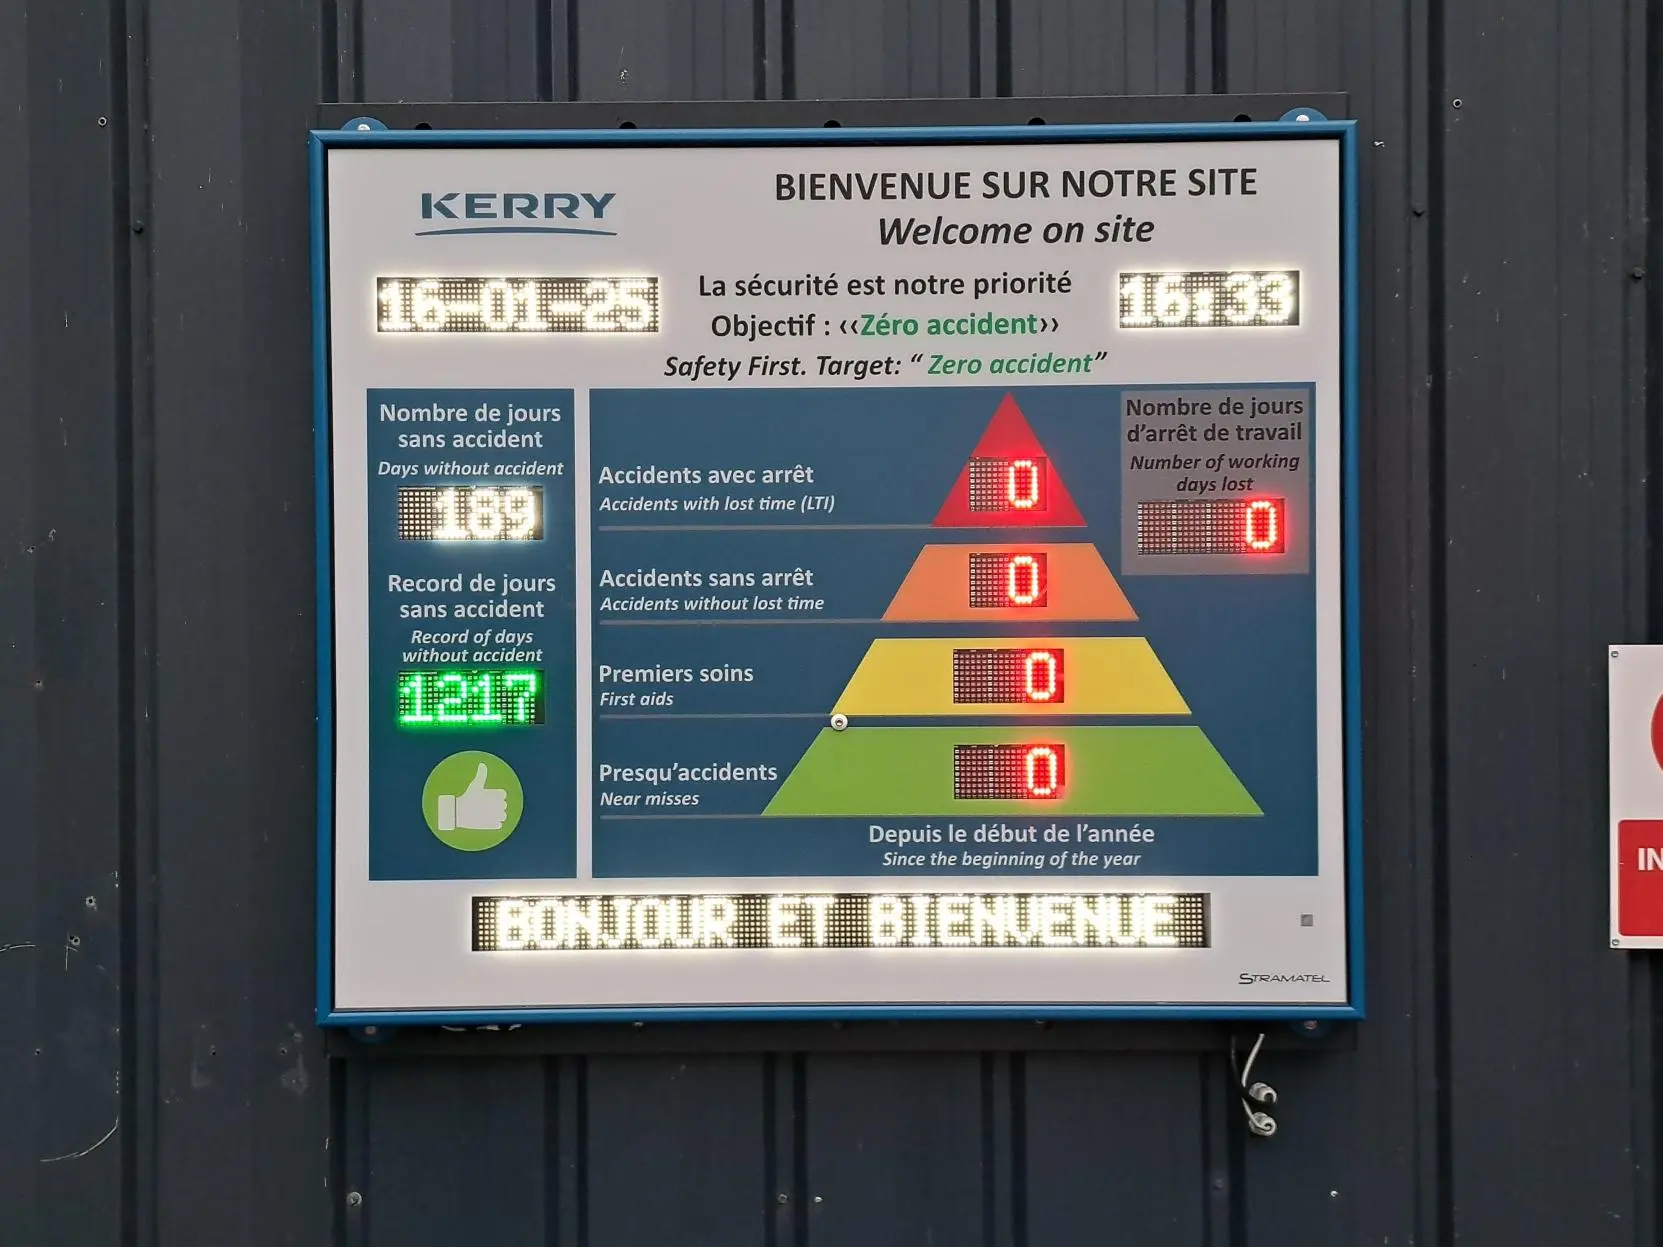 KERRY
BIENVENUE SUR NOTRE SITE
Welcome on site
16-01-25
La sécurité est notre priorité
16:33
Objectif : ‹‹Zéro accident››
Safety First. Target: “ Zero accident”
Nombre de jours
sans accident
Days without accident
189
Record de jours
sans accident
Record of days
without accident
1217
Accidents avec arrêt
Accidents with lost time (LTI)
0
Accidents sans arrêt
Accidents without lost time
0
Premiers soins
First aids
0
Presqu’accidents
Near misses
0
Depuis le début de l’année
Since the beginning of the year
Nombre de jours
d’arrêt de travail
Number of working
days lost
0
BONJOUR ET BIENVENUE
STRAMATEL
IN